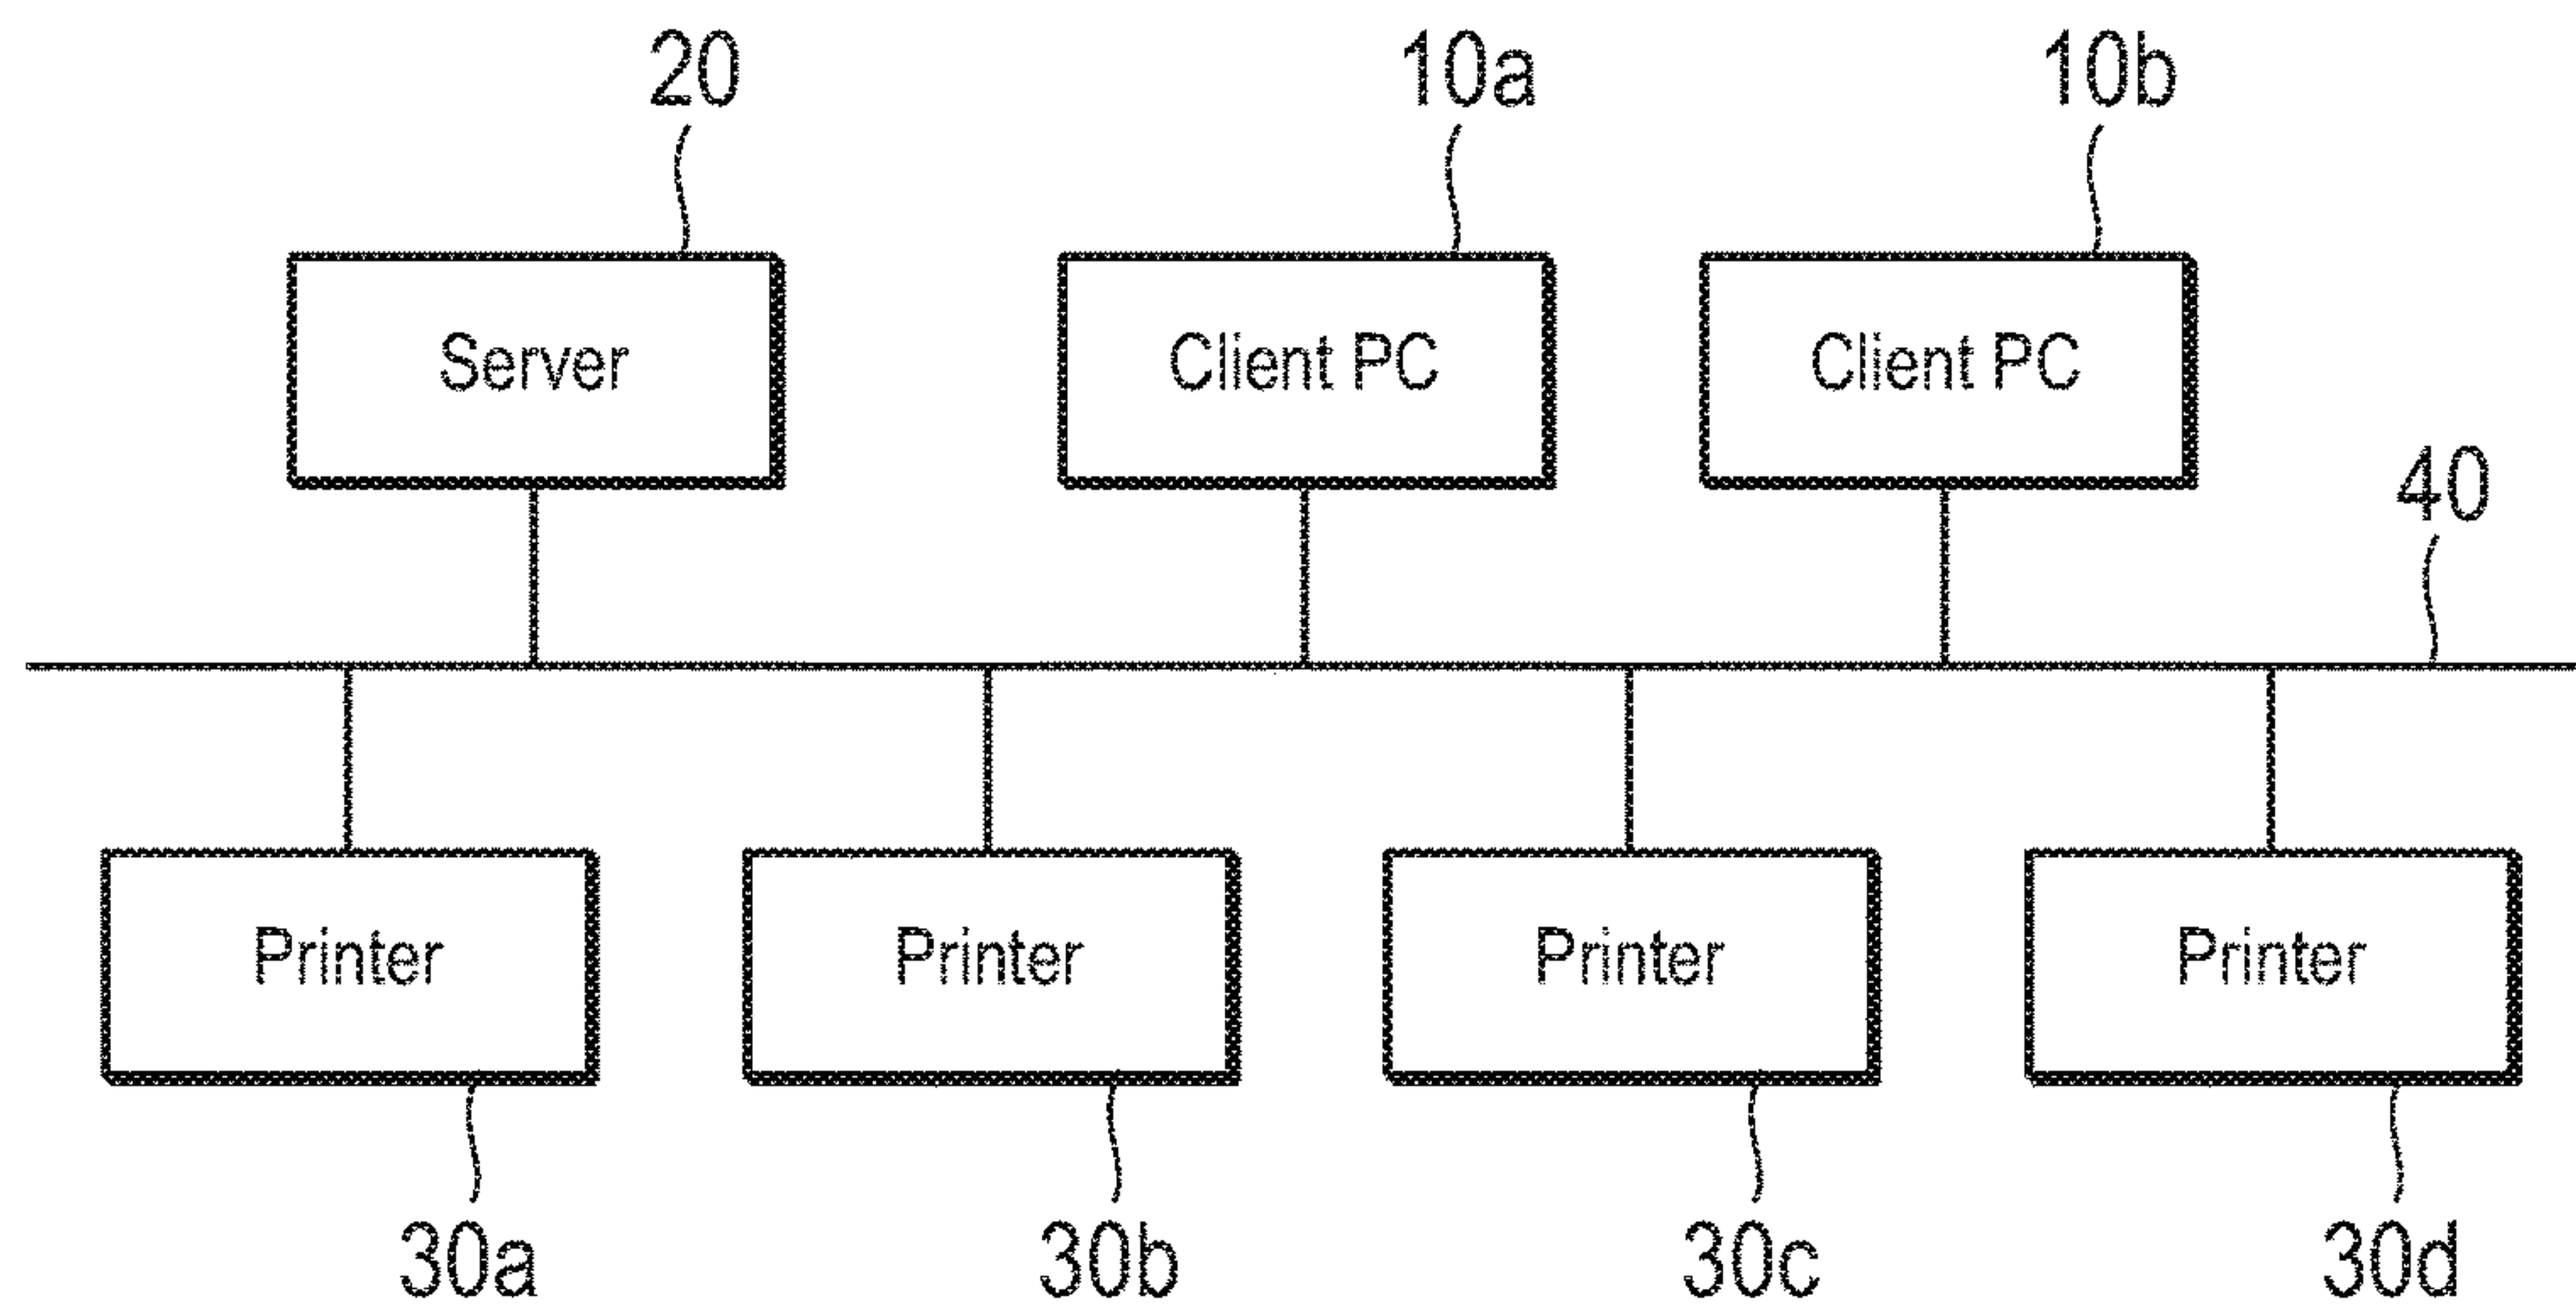 20 10a 10b
Server Client PC Client PC
40
Printer Printer Printer Printer
30a 30b 30c 30d